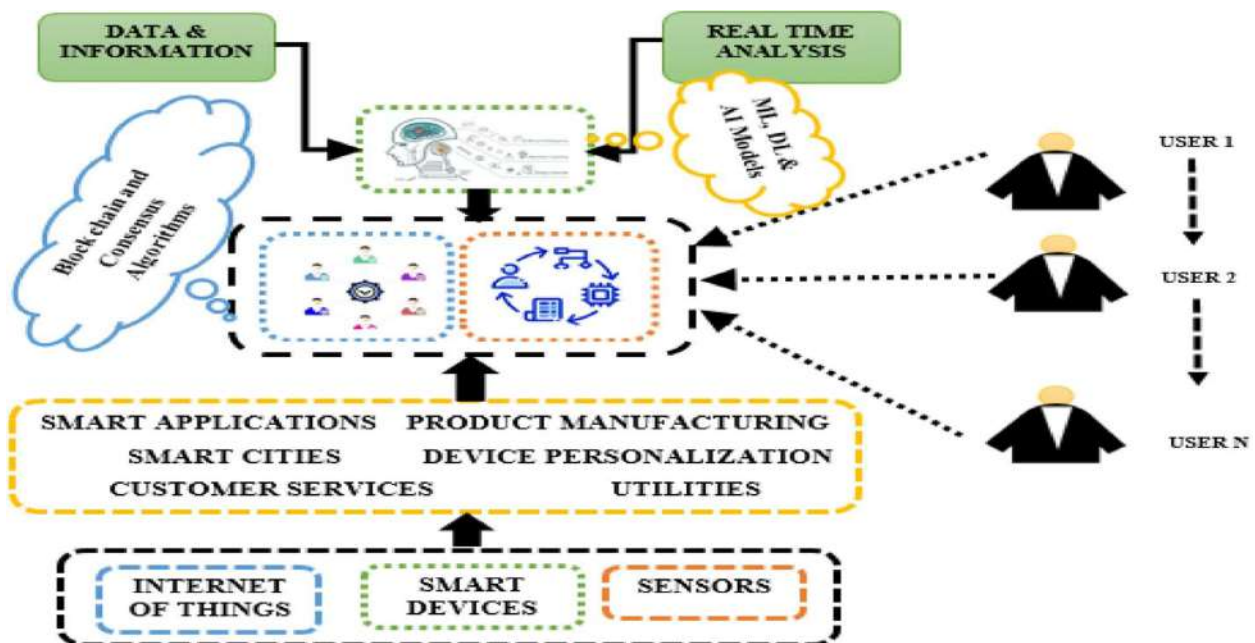 DATA &
INFORMATION
REAL TIME
ANALYSIS
ML, DL &
AI Models
Block chain and
Consensus
Algorithms
USER 1
USER 2
USER N
SMART APPLICATIONS PRODUCT MANUFACTURING
SMART CITIES DEVICE PERSONALIZATION
CUSTOMER SERVICES UTILITIES
INTERNET
OF THINGS
SMART
DEVICES
SENSORS